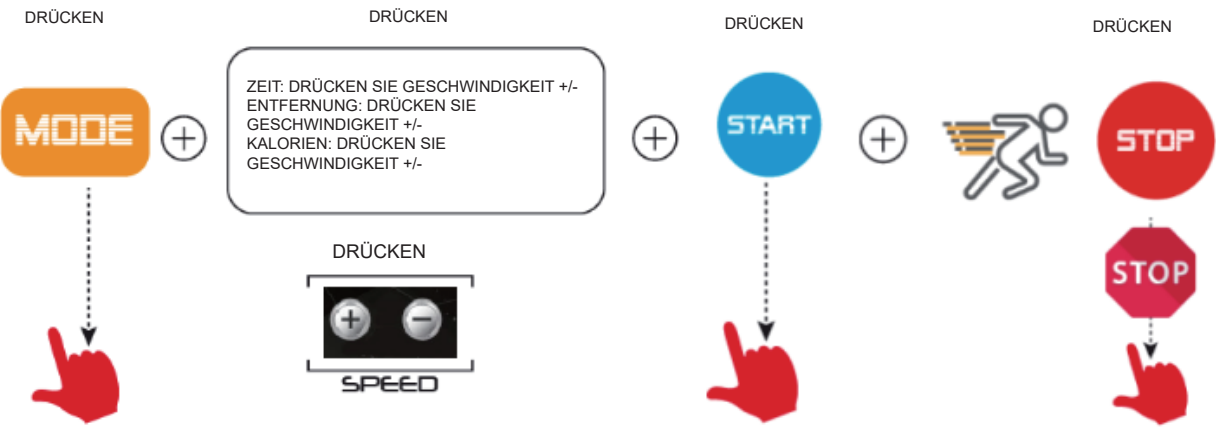 DRÜCKEN
DRÜCKEN
DRÜCKEN
DRÜCKEN
MODE
ZEIT: DRÜCKEN SIE GESCHWINDIGKEIT +/-
ENTFERNUNG: DRÜCKEN SIE
GESCHWINDIGKEIT +/-
KALORIEN: DRÜCKEN SIE
GESCHWINDIGKEIT +/-
START
STOP
DRÜCKEN
STOP
SPEED